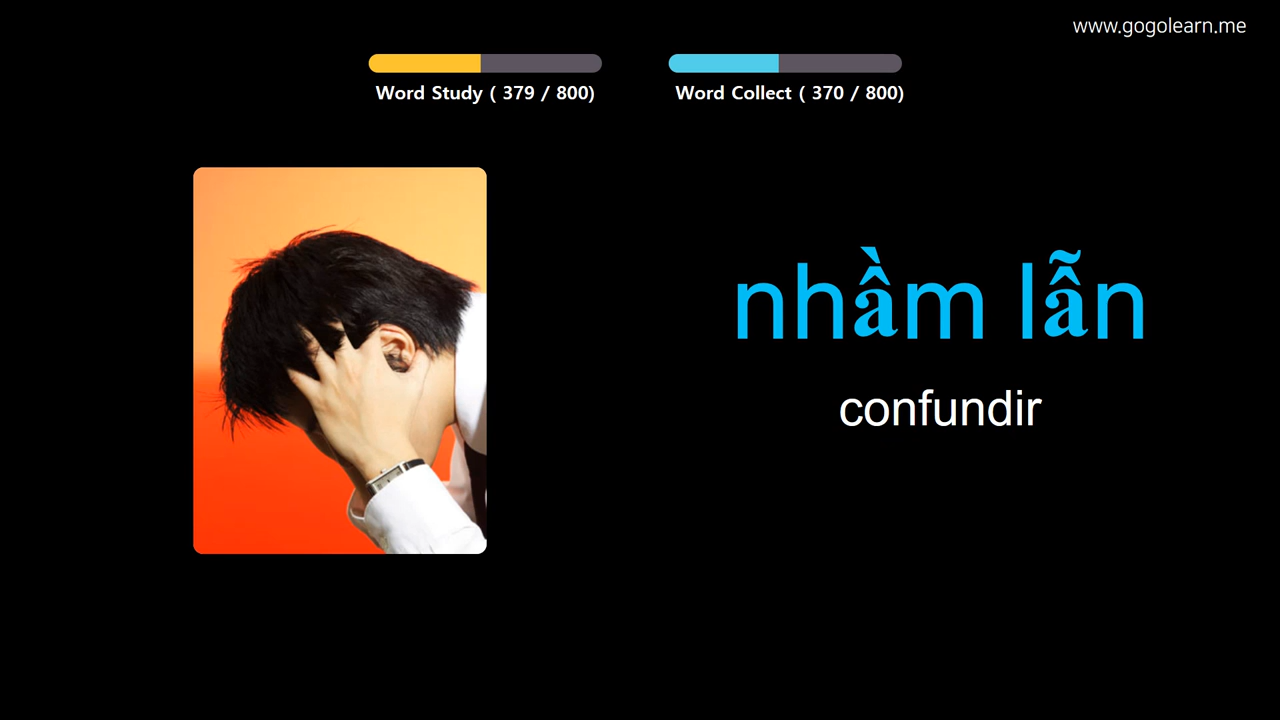 www.gogolearn.me
Word Study ( 379 / 800)
Word Collect ( 370 / 800)
nhầm lẫn
confundir